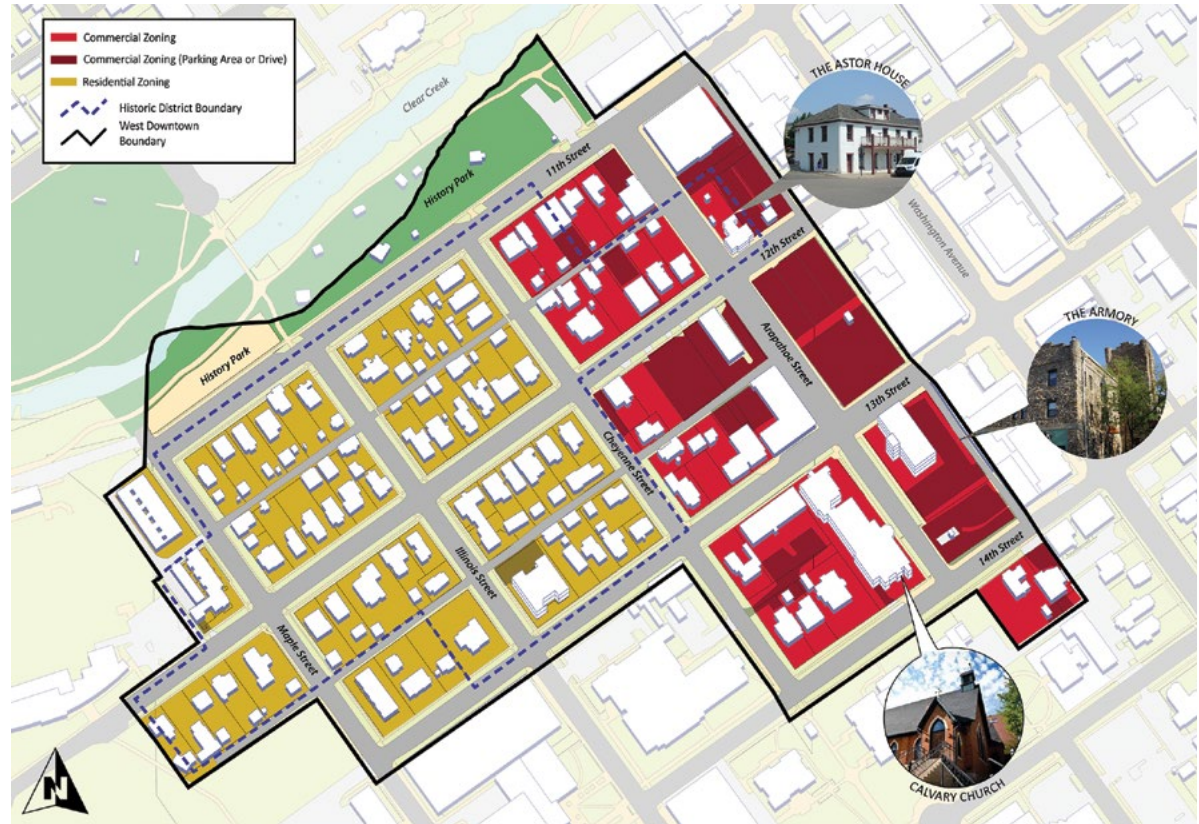 Commercial Zoning
Commercial Zoning (Parking Area or Drive)
Residential Zoning
Historic District Boundary
West Downtown
Boundary
Clear Creek
THE ASTOR HOUSE
11th Street
History Park
Washington Avenue
12th Street
THE ARMORY
Arapahoe Street
History Park
13th Street
Cheyenne Street
Illinois Street
14th Street
Maple Street
N
CALVARY CHURCH